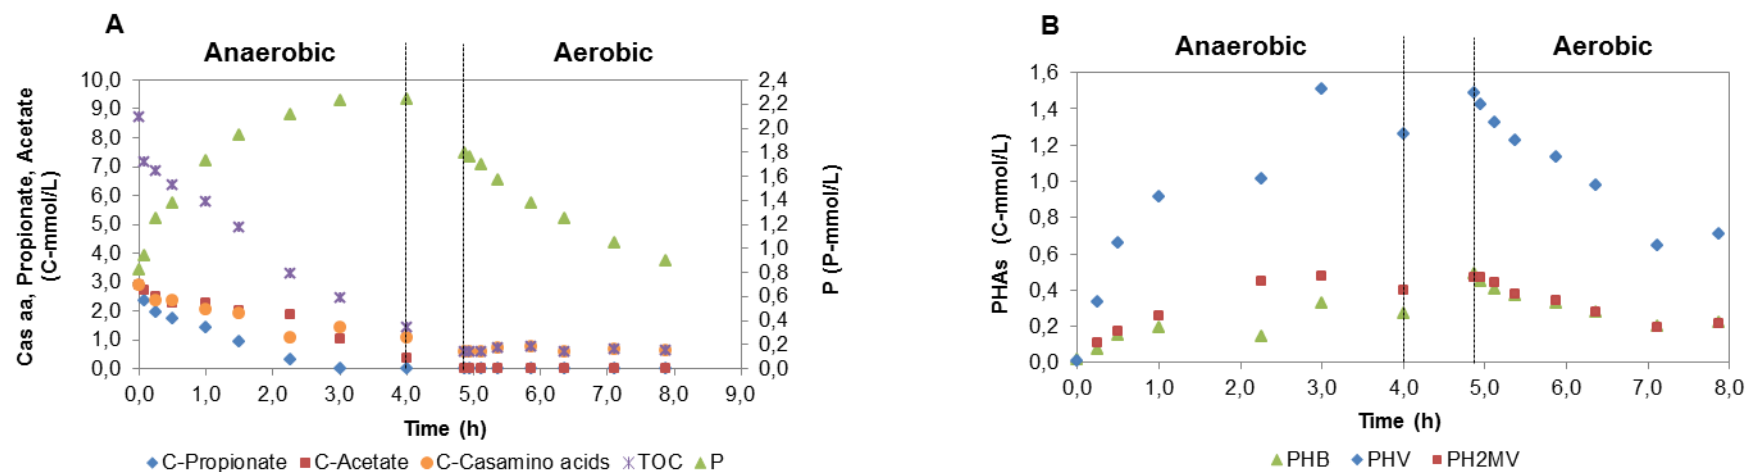 A
Anaerobic Aerobic
Cas aa, Propionate, Acetate
(C-mmol/L)
10,0
9,0
8,0
7,0
6,0
5,0
4,0
3,0
2,0
1,0
0,0
2,4
2,2
2,0
1,8
1,6
1,4
1,2
1,0
0,8
0,6
0,4
0,2
0,0
P (P-mmol/L)
0,0 1,0 2,0 3,0 4,0 5,0 6,0 7,0 8,0 9,0
Time (h)
C-Propionate C-Acetate C-Casamino acids TOC P
B
Anaerobic Aerobic
PHAs (C-mmol/L)
1,6
1,4
1,2
1,0
0,8
0,6
0,4
0,2
0,0
0,0 1,0 2,0 3,0 4,0 5,0 6,0 7,0 8,0
Time (h)
PHB PHV PH2MV